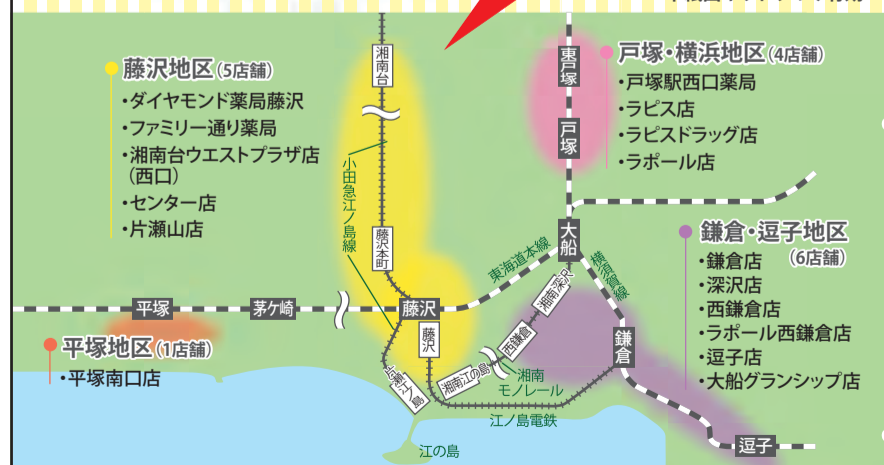 藤沢地区(5店舗)
・ダイヤモンド薬局藤沢
・ファミリー通り薬局
・湘南台ウエストプラザ店
(西口)
・センター店
・片瀬山店
戸塚・横浜地区(4店舗)
・戸塚駅西口薬局
・ラピス店
・ラピスドラッグ店
・ラポール店
鎌倉・逗子地区
(6店舗)
・鎌倉店
・深沢店
・西鎌倉店
・ラポール西鎌倉店
・逗子店
・大船グランシップ店
平塚地区(1店舗)
・平塚南口店
湘南台
小田急江ノ島線
藤沢本町
東戸塚
戸塚
大船
東海道本線
横須賀線
湘南深沢
平塚
茅ケ崎
藤沢
藤沢
西鎌倉
鎌倉
湘南江の島
湘南
モノレール
片瀬江ノ島
江ノ島電鉄
逗子
江の島